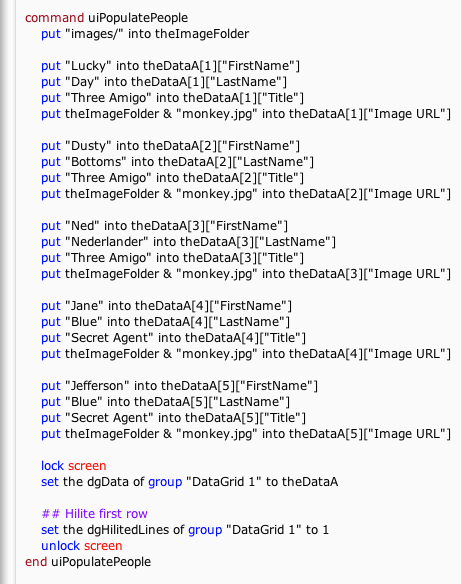 command uiPopulatePeople
put "images/" into theImageFolder
put "Lucky" into theDataA[1]["FirstName"]
put "Day" into theDataA[1]["LastName"]
put "Three Amigo" into theDataA[1]["Title"]
put theImageFolder & "monkey.jpg" into theDataA[1]["Image URL"]
put "Dusty" into theDataA[2]["FirstName"]
put "Bottoms" into theDataA[2]["LastName"]
put "Three Amigo" into theDataA[2]["Title"]
put theImageFolder & "monkey.jpg" into theDataA[2]["Image URL"]
put "Ned" into theDataA[3]["FirstName"]
put "Nederlander" into theDataA[3]["LastName"]
put "Three Amigo" into theDataA[3]["Title"]
put theImageFolder & "monkey.jpg" into theDataA[3]["Image URL"]
put "Jane" into theDataA[4]["FirstName"]
put "Blue" into theDataA[4]["LastName"]
put "Secret Agent" into theDataA[4]["Title"]
put theImageFolder & "monkey.jpg" into theDataA[4]["Image URL"]
put "Jefferson" into theDataA[5]["FirstName"]
put "Blue" into theDataA[5]["LastName"]
put "Secret Agent" into theDataA[5]["Title"]
put theImageFolder & "monkey.jpg" into theDataA[5]["Image URL"]
lock screen
set the dgData of group "DataGrid 1" to theDataA
## Hilite first row
set the dgHilitedLines of group "DataGrid 1" to 1
unlock screen
end uiPopulatePeople